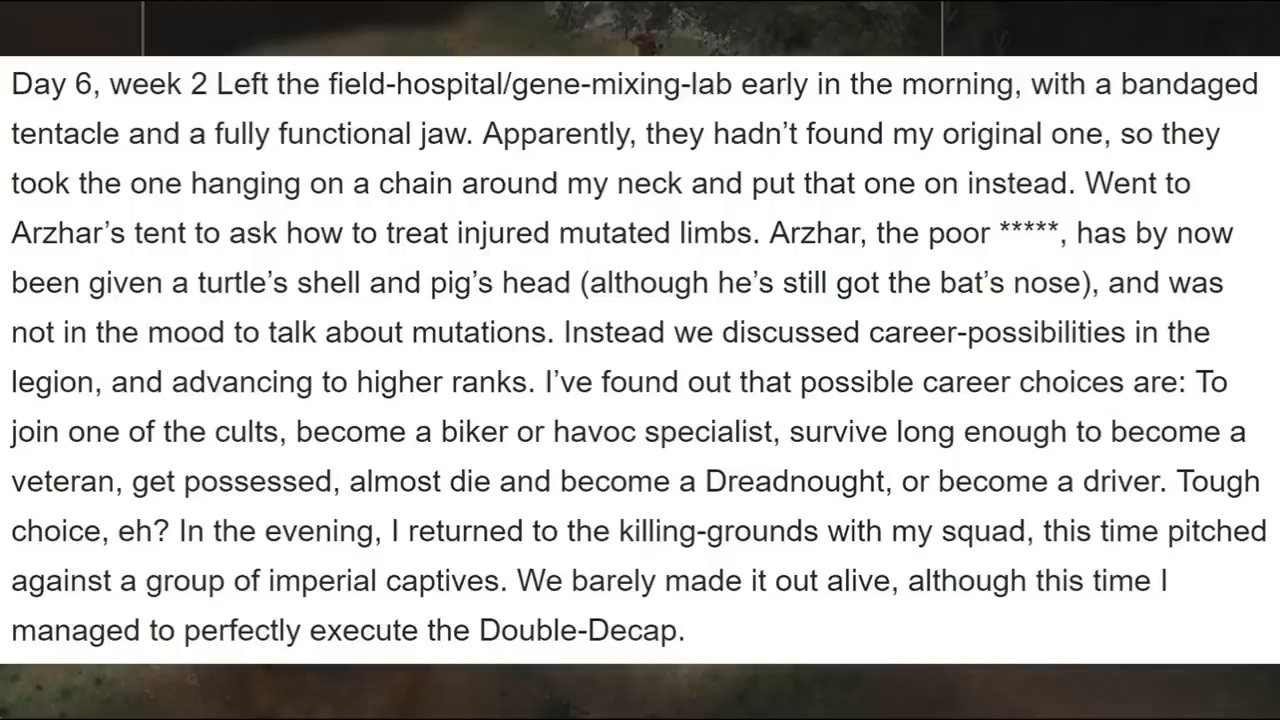 Day 6, week 2 Left the field-hospital/gene-mixing-lab early in the morning, with a bandaged
tentacle and a fully functional jaw. Apparently, they hadn’t found my original one, so they
took the one hanging on a chain around my neck and put that one on instead. Went to
Arzhar’s tent to ask how to treat injured mutated limbs. Arzhar, the poor *****, has by now
been given a turtle’s shell and pig’s head (although he’s still got the bat’s nose), and was
not in the mood to talk about mutations. Instead we discussed career-possibilities in the
legion, and advancing to higher ranks. I’ve found out that possible career choices are: To
join one of the cults, become a biker or havoc specialist, survive long enough to become a
veteran, get possessed, almost die and become a Dreadnought, or become a driver. Tough
choice, eh? In the evening, I returned to the killing-grounds with my squad, this time pitched
against a group of imperial captives. We barely made it out alive, although this time I
managed to perfectly execute the Double-Decap.